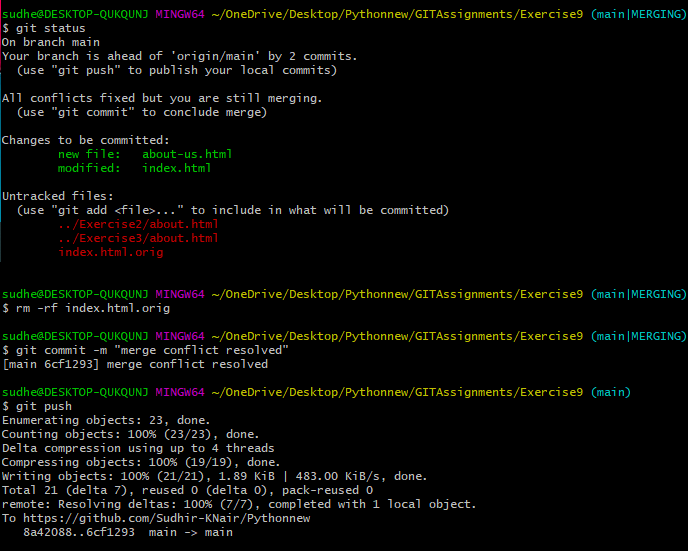 sudhe@DESKTOP-QUKQUNJ MINGW64 ~/OneDrive/Desktop/Pythonnew/GITAssignments/Exercise9 (main|MERGING)
$ git status
On branch main
Your branch is ahead of 'origin/main' by 2 commits.
  (use "git push" to publish your local commits)

All conflicts fixed but you are still merging.
  (use "git commit" to conclude merge)

Changes to be committed:
        new file:   about-us.html
        modified:   index.html

Untracked files:
  (use "git add <file>..." to include in what will be committed)
        ../Exercise2/about.html
        ../Exercise3/about.html
        index.html.orig

sudhe@DESKTOP-QUKQUNJ MINGW64 ~/OneDrive/Desktop/Pythonnew/GITAssignments/Exercise9 (main|MERGING)
$ rm -rf index.html.orig

sudhe@DESKTOP-QUKQUNJ MINGW64 ~/OneDrive/Desktop/Pythonnew/GITAssignments/Exercise9 (main|MERGING)
$ git commit -m "merge conflict resolved"
[main 6cf1293] merge conflict resolved

sudhe@DESKTOP-QUKQUNJ MINGW64 ~/OneDrive/Desktop/Pythonnew/GITAssignments/Exercise9 (main)
$ git push
Enumerating objects: 23, done.
Counting objects: 100% (23/23), done.
Delta compression using up to 4 threads
Compressing objects: 100% (19/19), done.
Writing objects: 100% (21/21), 1.89 KiB | 483.00 KiB/s, done.
Total 21 (delta 7), reused 0 (delta 0), pack-reused 0
remote: Resolving deltas: 100% (7/7), completed with 1 local object.
To https://github.com/Sudhir-KNair/Pythonnew
   8a42088..6cf1293  main -> main